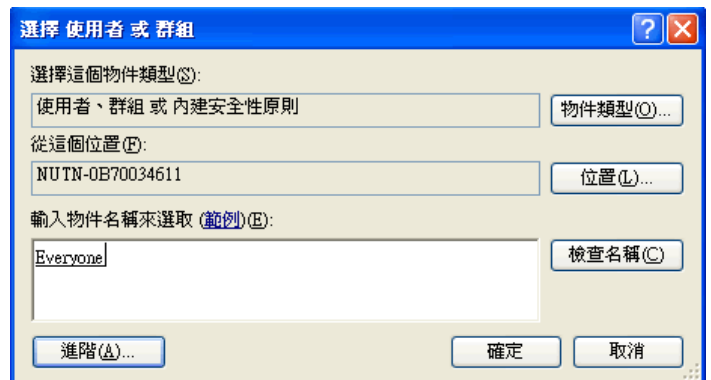 選擇 使用者 或 群組
選擇這個物件類型(S):
使用者、群組 或 內建安全性原則
物件類型(O)...
從這個位置(F):
NUTN-0B70034611
位置(L)...
輸入物件名稱來選取 (範例)(E):
Everyone
檢查名稱(C)
進階(A)...
確定
取消